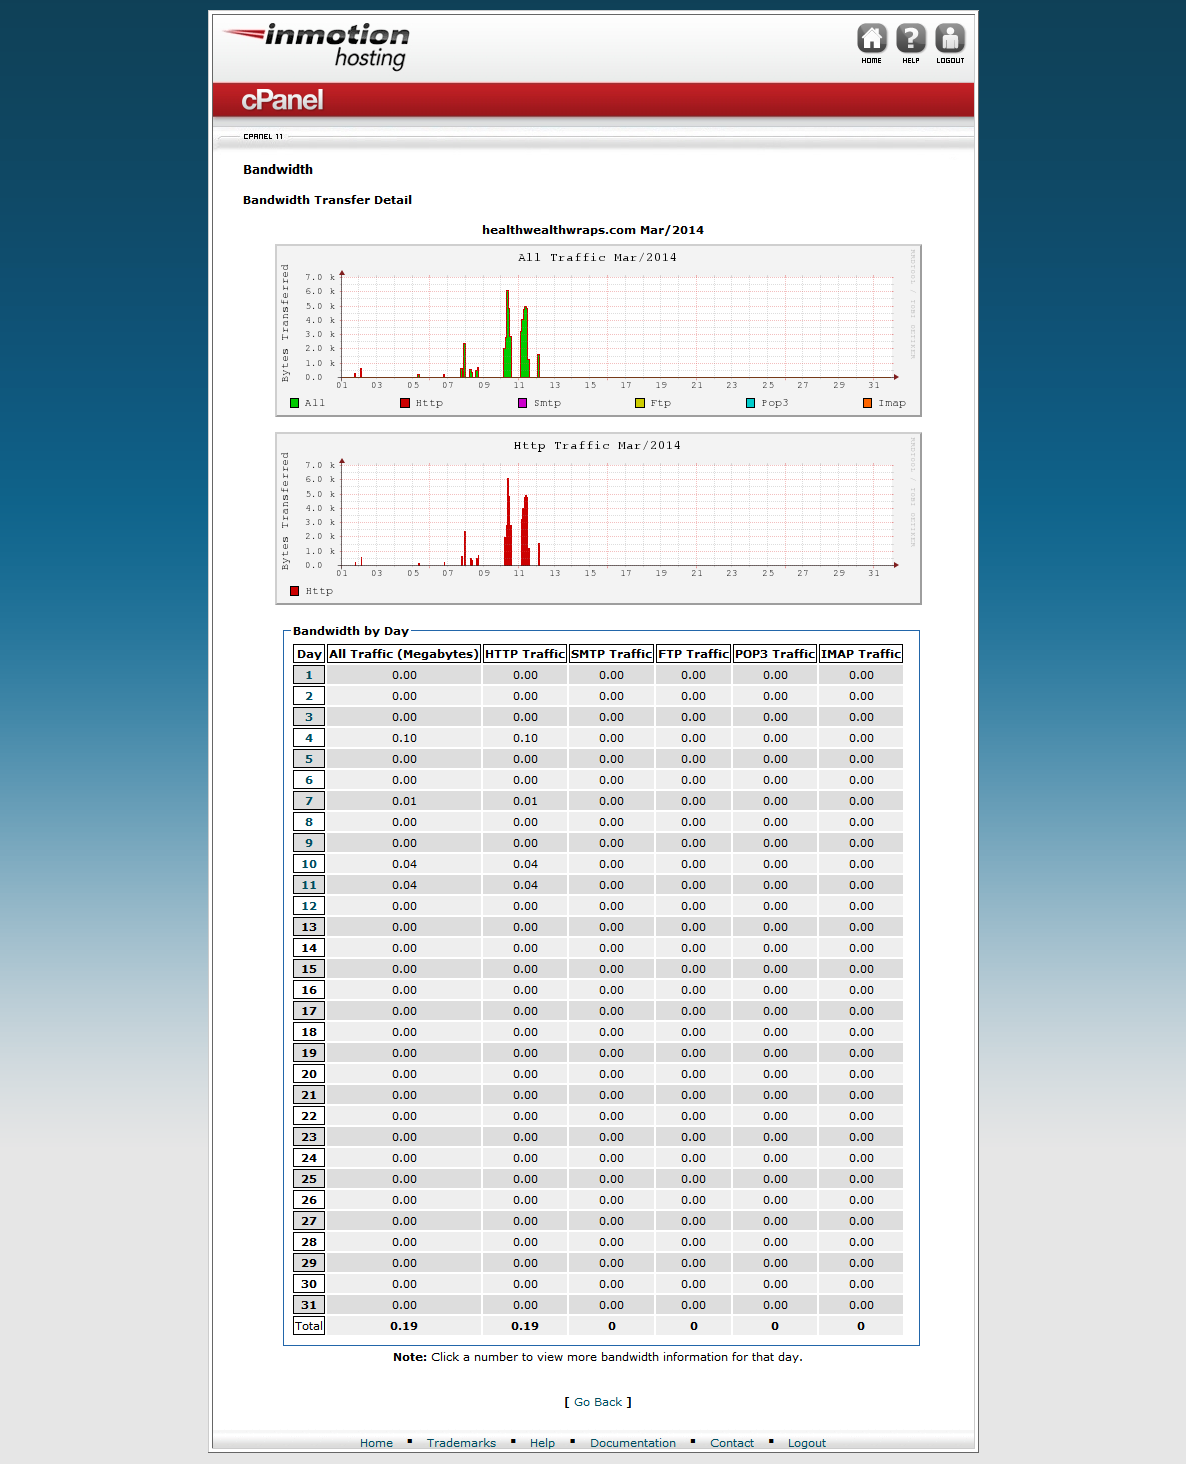 inmotion
hosting
HOME HELP LOGOUT
cPanel
CPANEL 11
Bandwidth
Bandwidth Transfer Detail
healthwealthwraps.com Mar/2014
All Traffic Mar/2014
Bytes Transferred
7.0 k
6.0 k
5.0 k
4.0 k
3.0 k
2.0 k
1.0 k
0.0
01 03 05 07 09 11 13 15 17 19 21 23 25 27 29 31
All Http Smtp Ftp Pop3 Imap
RRDTOOL / TOBI OETIKER
Http Traffic Mar/2014
Bytes Transferred
7.0 k
6.0 k
5.0 k
4.0 k
3.0 k
2.0 k
1.0 k
0.0
01 03 05 07 09 11 13 15 17 19 21 23 25 27 29 31
Http
RRDTOOL / TOBI OETIKER
Bandwidth by Day
Day All Traffic (Megabytes) HTTP Traffic SMTP Traffic FTP Traffic POP3 Traffic IMAP Traffic
1 0.00 0.00 0.00 0.00 0.00 0.00
2 0.00 0.00 0.00 0.00 0.00 0.00
3 0.00 0.00 0.00 0.00 0.00 0.00
4 0.10 0.10 0.00 0.00 0.00 0.00
5 0.00 0.00 0.00 0.00 0.00 0.00
6 0.00 0.00 0.00 0.00 0.00 0.00
7 0.01 0.01 0.00 0.00 0.00 0.00
8 0.00 0.00 0.00 0.00 0.00 0.00
9 0.00 0.00 0.00 0.00 0.00 0.00
10 0.04 0.04 0.00 0.00 0.00 0.00
11 0.04 0.04 0.00 0.00 0.00 0.00
12 0.00 0.00 0.00 0.00 0.00 0.00
13 0.00 0.00 0.00 0.00 0.00 0.00
14 0.00 0.00 0.00 0.00 0.00 0.00
15 0.00 0.00 0.00 0.00 0.00 0.00
16 0.00 0.00 0.00 0.00 0.00 0.00
17 0.00 0.00 0.00 0.00 0.00 0.00
18 0.00 0.00 0.00 0.00 0.00 0.00
19 0.00 0.00 0.00 0.00 0.00 0.00
20 0.00 0.00 0.00 0.00 0.00 0.00
21 0.00 0.00 0.00 0.00 0.00 0.00
22 0.00 0.00 0.00 0.00 0.00 0.00
23 0.00 0.00 0.00 0.00 0.00 0.00
24 0.00 0.00 0.00 0.00 0.00 0.00
25 0.00 0.00 0.00 0.00 0.00 0.00
26 0.00 0.00 0.00 0.00 0.00 0.00
27 0.00 0.00 0.00 0.00 0.00 0.00
28 0.00 0.00 0.00 0.00 0.00 0.00
29 0.00 0.00 0.00 0.00 0.00 0.00
30 0.00 0.00 0.00 0.00 0.00 0.00
31 0.00 0.00 0.00 0.00 0.00 0.00
Total 0.19 0.19 0 0 0 0
Note: Click a number to view more bandwidth information for that day.
[ Go Back ]
Home ▪ Trademarks ▪ Help ▪ Documentation ▪ Contact ▪ Logout